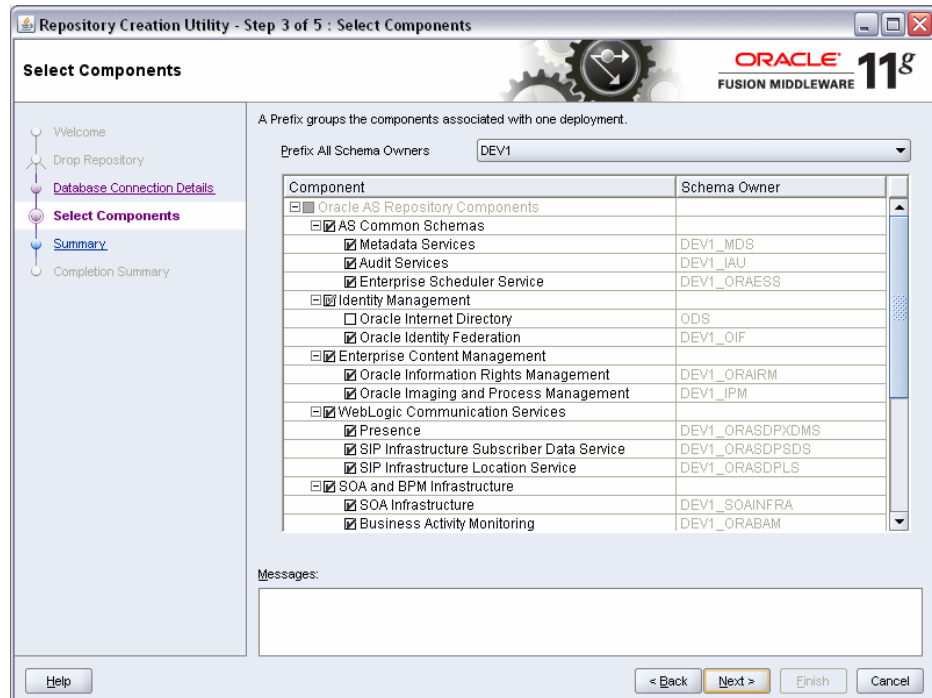 Repository Creation Utility - Step 3 of 5 : Select Components
Select Components
ORACLE
FUSION MIDDLEWARE
11g
Welcome
Drop Repository
Database Connection Details
Select Components
Summary
Completion Summary
A Prefix groups the components associated with one deployment.
Prefix All Schema Owners DEV1
Component Schema Owner
Oracle AS Repository Components
AS Common Schemas
Metadata Services DEV1_MDS
Audit Services DEV1_IAU
Enterprise Scheduler Service DEV1_ORAESS
Identity Management
Oracle Internet Directory ODS
Oracle Identity Federation DEV1_OIF
Enterprise Content Management
Oracle Information Rights Management DEV1_ORAIRM
Oracle Imaging and Process Management DEV1_IPM
WebLogic Communication Services
Presence DEV1_ORASDPXDMS
SIP Infrastructure Subscriber Data Service DEV1_ORASDPSDS
SIP Infrastructure Location Service DEV1_ORASDPLS
SOA and BPM Infrastructure
SOA Infrastructure DEV1_SOAINFRA
Business Activity Monitoring DEV1_ORABAM
Messages:
Help < Back Next > Finish Cancel